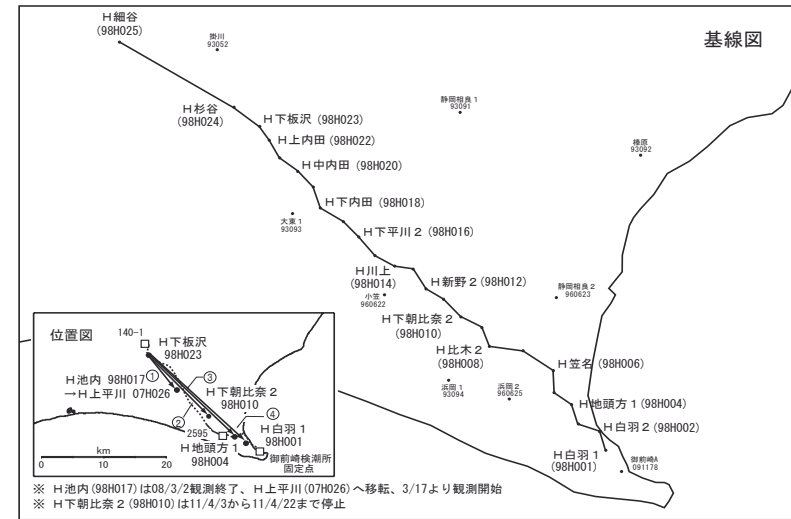 基線図
H細谷
(98H025)
掛川
93052
H杉谷
(98H024)
H下板沢 (98H023)
H上内田 (98H022)
H中内田 (98H020)
H下内田 (98H018)
H下平川2 (98H016)
静岡相良1
93091
榛原
93092
大東1
93093
H川上
(98H014)
小笠
960622
H新野2 (98H012)
静岡相良2
960623
H下朝比奈2
(98H010)
H比木2
(98H008)
浜岡1
93094
浜岡2
960625
H笠名 (98H006)
H地頭方1 (98H004)
H白羽2 (98H002)
H白羽1
(98H001)
御前崎A
091178
位置図
140-1
H下板沢
98H023
①
③
H池内 98H017
→H上平川 07H026
H下朝比奈2
98H010
②
④
2595
H白羽1
98H001
H地頭方1
98H004
御前崎検潮所
固定点
km
0 10 20
※ H池内(98H017)は08/3/2観測終了、H上平川(07H026)へ移転、3/17より観測開始
※ H下朝比奈2(98H010)は11/4/3から11/4/22まで停止